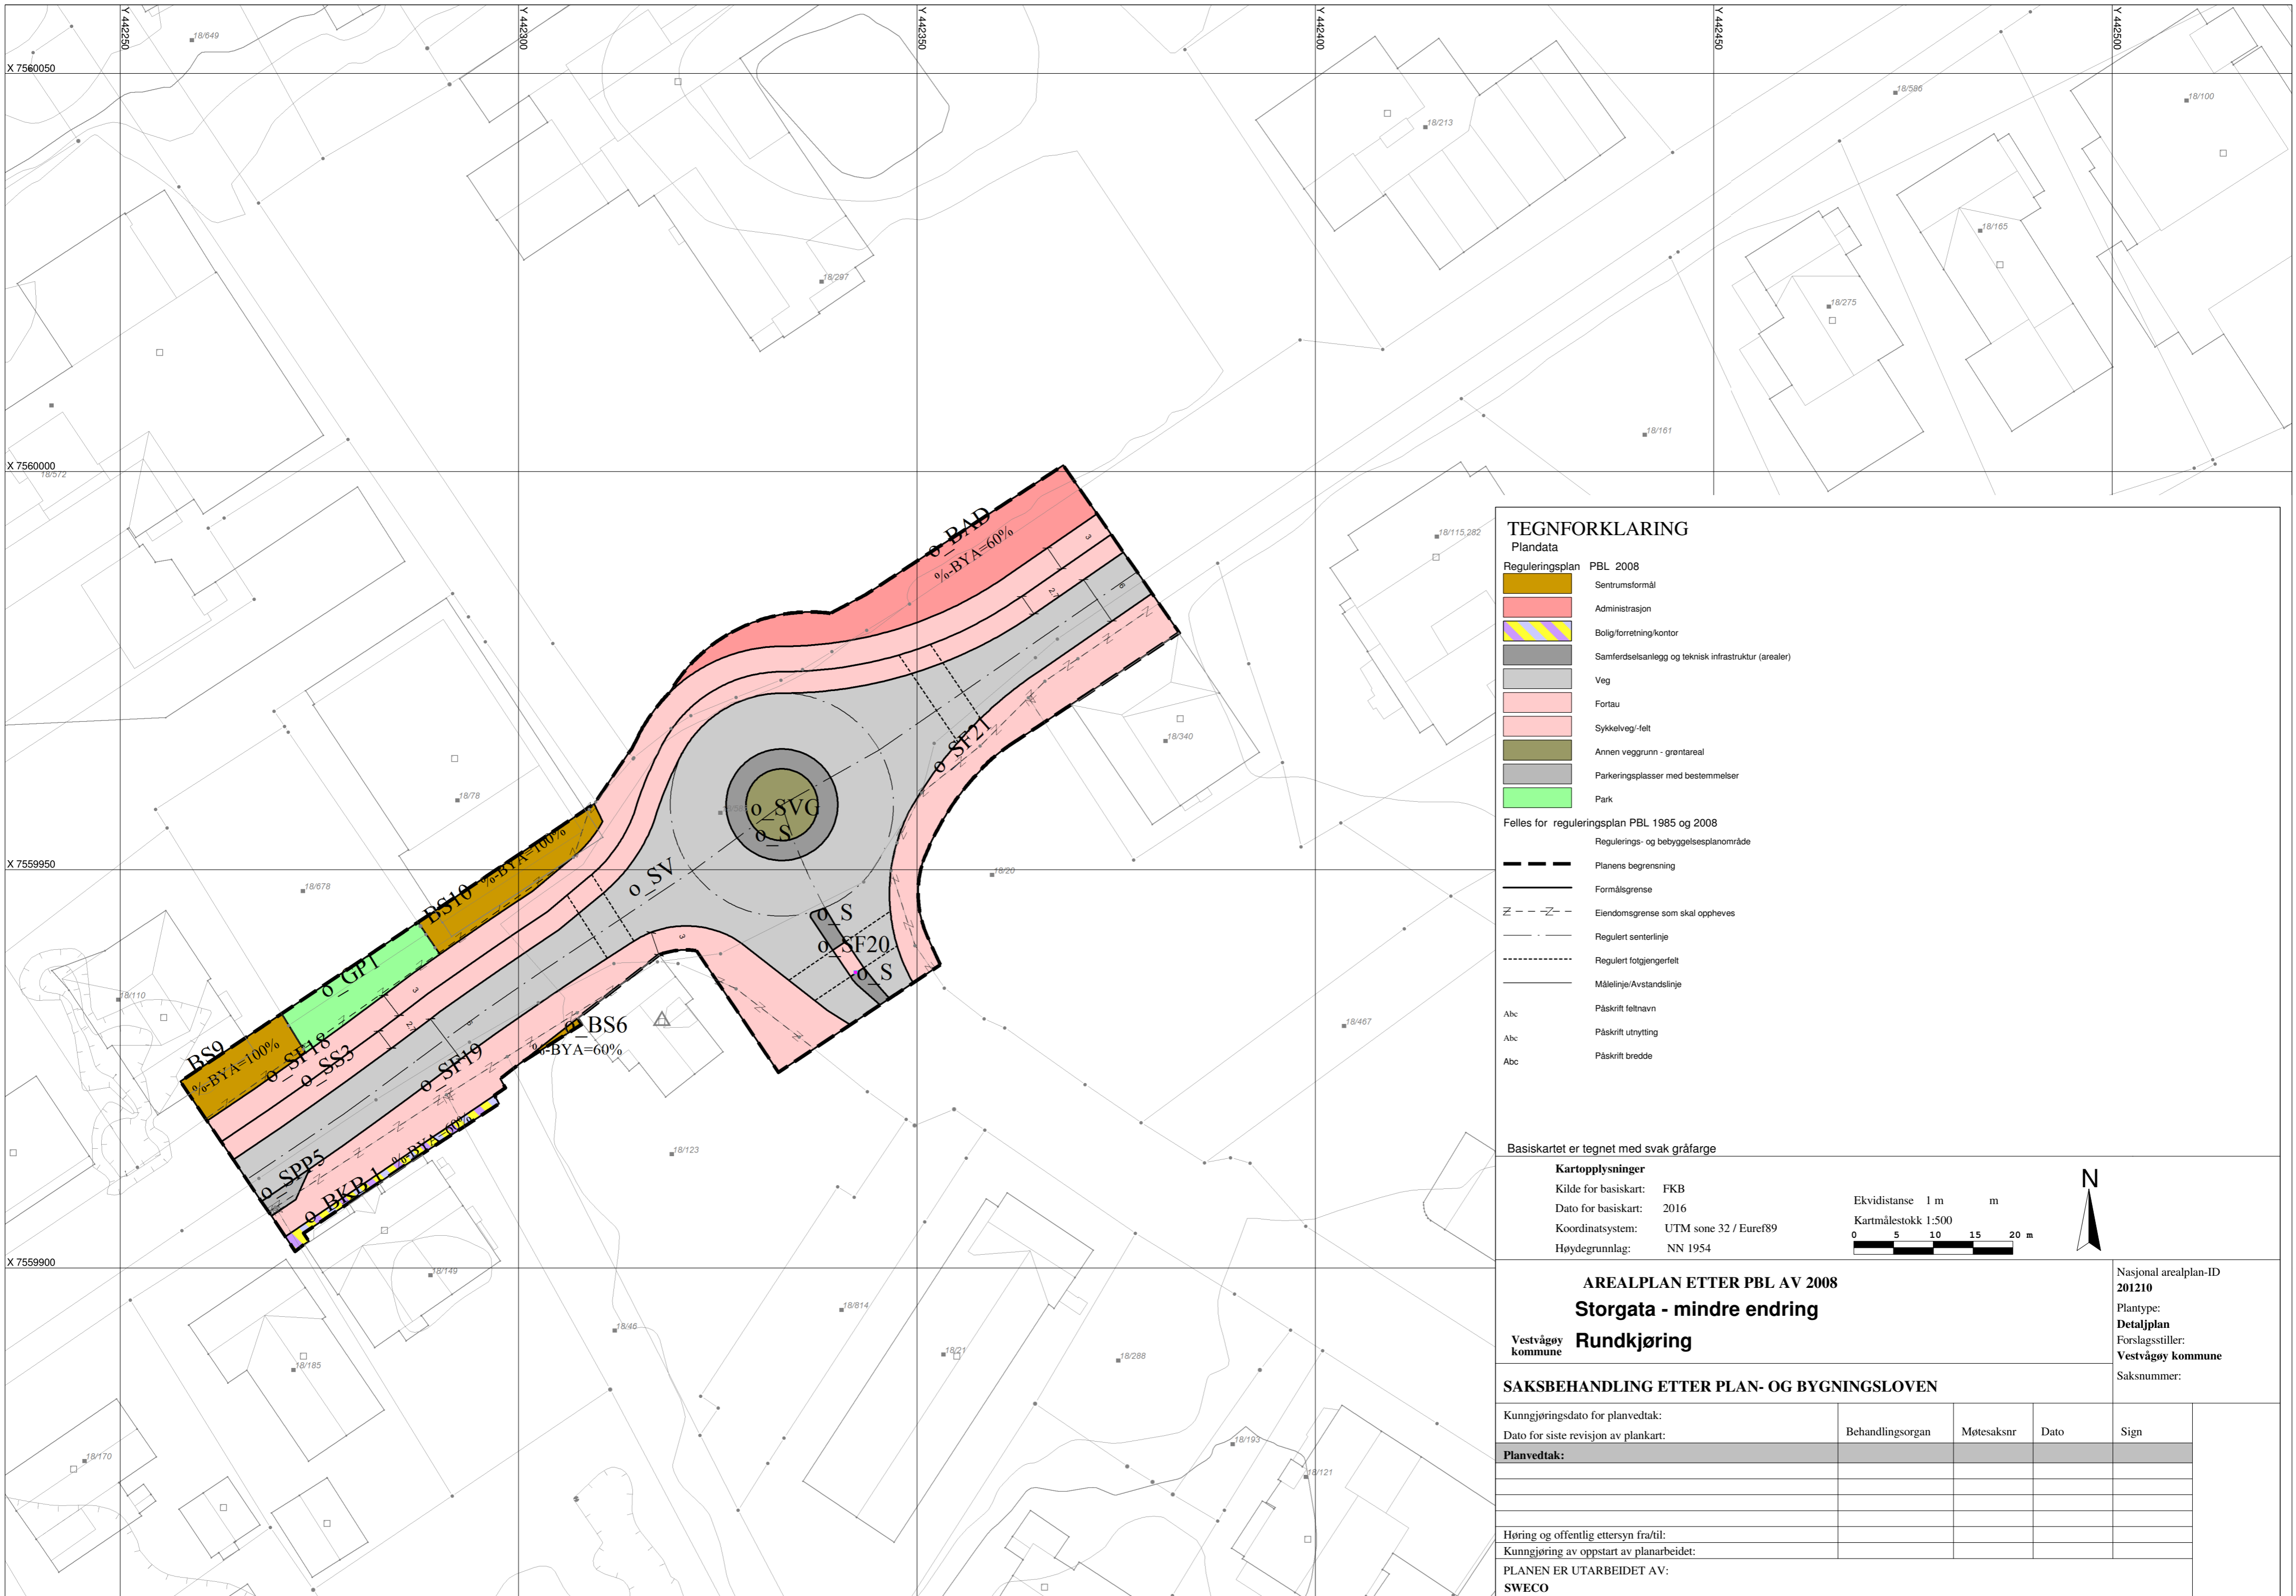 Y 442250
Y 442300
Y 442350
Y 442400
Y 442450
Y 442500
X 7560050
X 7560000
X 7559950
X 7559900
18/649
18/213
18/586
18/100
18/165
18/275
18/297
18/161
18/572
18/115,282
18/340
18/78
18/678
18/20
18/110
18/467
18/123
18/149
18/814
18/46
18/21
18/288
18/185
18/193
18/170
18/121
o_BAD
%-BYA=60%
3
2,7
6
o_SF21
o_SVG
o_S
o_SV
%-BYA=100%
BS10
o_S
o_SF20
o_S
3
o_GP1
3
2,7
6
BS9
%-BYA=100%
o_SF18
o_SS3
o_SF19
o_BS6
%-BYA=60%
o_SPP5
o_BKB 1
%-BYA=60%
TEGNFORKLARING
Plandata
Reguleringsplan PBL 2008
Sentrumsformål
Administrasjon
Bolig/forretning/kontor
Samferdselsanlegg og teknisk infrastruktur (arealer)
Veg
Fortau
Sykkelveg/-felt
Annen veggrunn - grøntareal
Parkeringsplasser med bestemmelser
Park
Felles for reguleringsplan PBL 1985 og 2008
Regulerings- og bebyggelsesplanområde
Planens begrensning
Formålsgrense
Eiendomsgrense som skal oppheves
Regulert senterlinje
Regulert fotgjengerfelt
Målelinje/Avstandslinje
Abc Påskrift feltnavn
Abc Påskrift utnytting
Abc Påskrift bredde
Basiskartet er tegnet med svak gråfarge
Kartopplysninger
Kilde for basiskart: FKB
Dato for basiskart: 2016
Koordinatsystem: UTM sone 32 / Euref89
Høydegrunnlag: NN 1954
Ekvidistanse 1 m m
Kartmålestokk 1:500
0 5 10 15 20 m
N
AREALPLAN ETTER PBL AV 2008
Storgata - mindre endring
Vestvågøy kommune
Rundkjøring
Nasjonal arealplan-ID
201210
Plantype:
Detaljplan
Forslagsstiller:
Vestvågøy kommune
Saksnummer:
SAKSBEHANDLING ETTER PLAN- OG BYGNINGSLOVEN
Kunngjøringsdato for planvedtak:
Dato for siste revisjon av plankart:
Behandlingsorgan Møtesaksnr Dato Sign
Planvedtak:
Høring og offentlig ettersyn fra/til:
Kunngjøring av oppstart av planarbeidet:
PLANEN ER UTARBEIDET AV:
SWECO